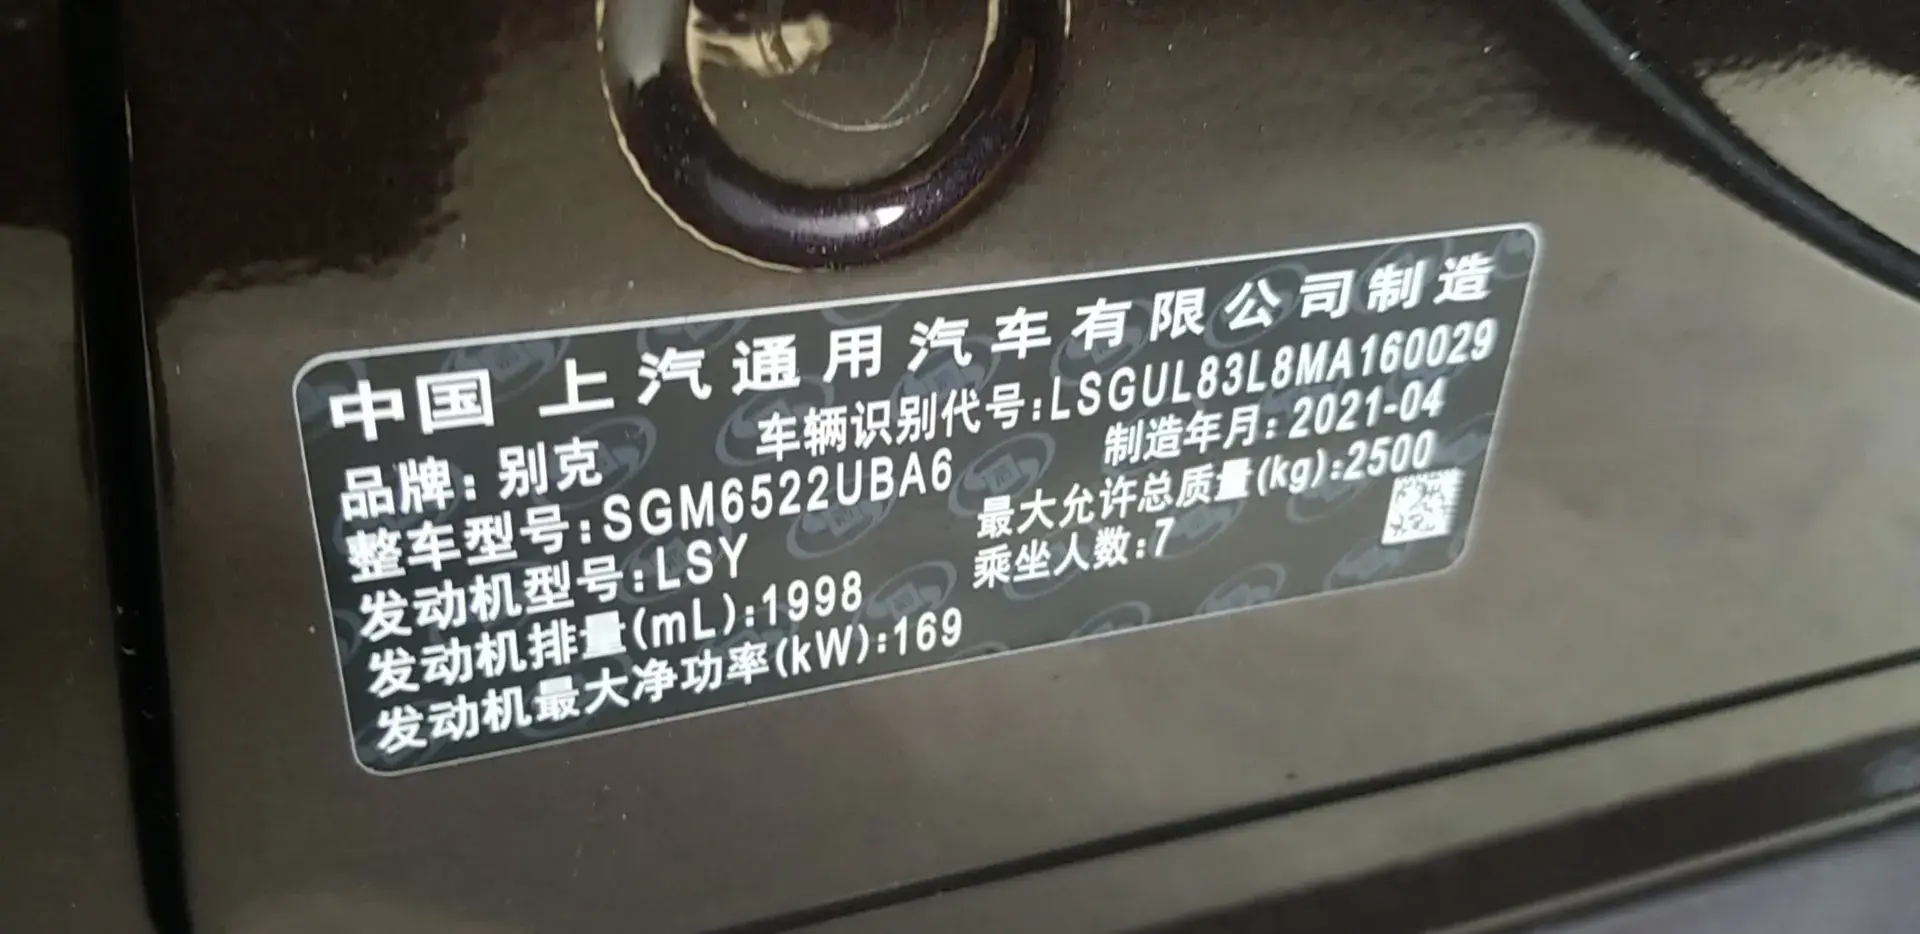 中国 上汽通用汽车有限公司制造
品牌：别克 车辆识别代号:LSGUL83L8MA160029
整车型号:SGM6522UBA6 制造年月：2021-04
发动机型号:LSY 最大允许总质量(kg):2500
发动机排量(mL):1998 乘坐人数:7
发动机最大净功率(kW):169